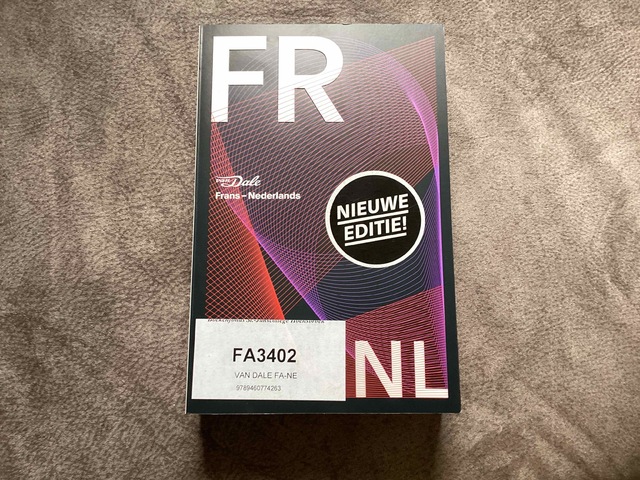 FR
VAN Dale
Frans–Nederlands
NIEUWE
EDITIE!
FA3402
VAN DALE FA-NE
9789460774263
NL